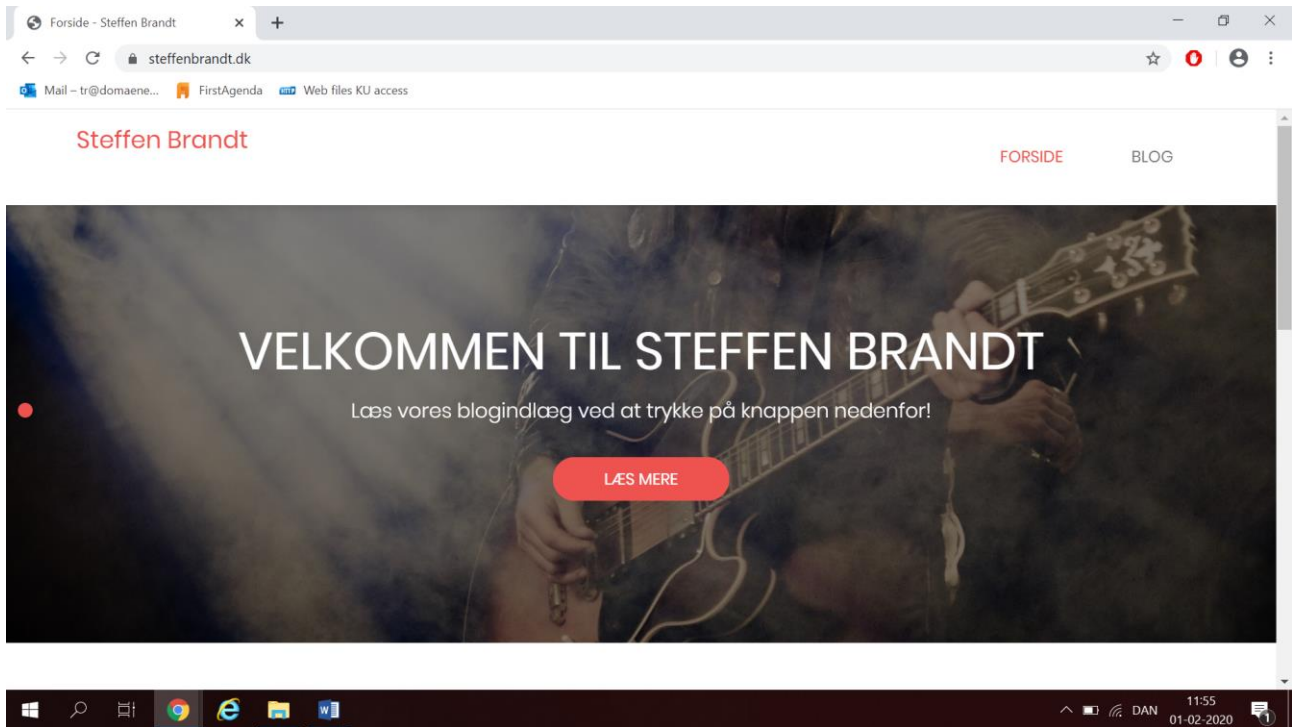 Forside - Steffen Brandt
steffenbrandt.dk
Mail – tr@domaene...
FirstAgenda
Web files KU access
Steffen Brandt
FORSIDE
BLOG
VELKOMMEN TIL STEFFEN BRANDT
Læs vores blogindlæg ved at trykke på knappen nedenfor!
LÆS MERE
DAN
11:55
01-02-2020
1